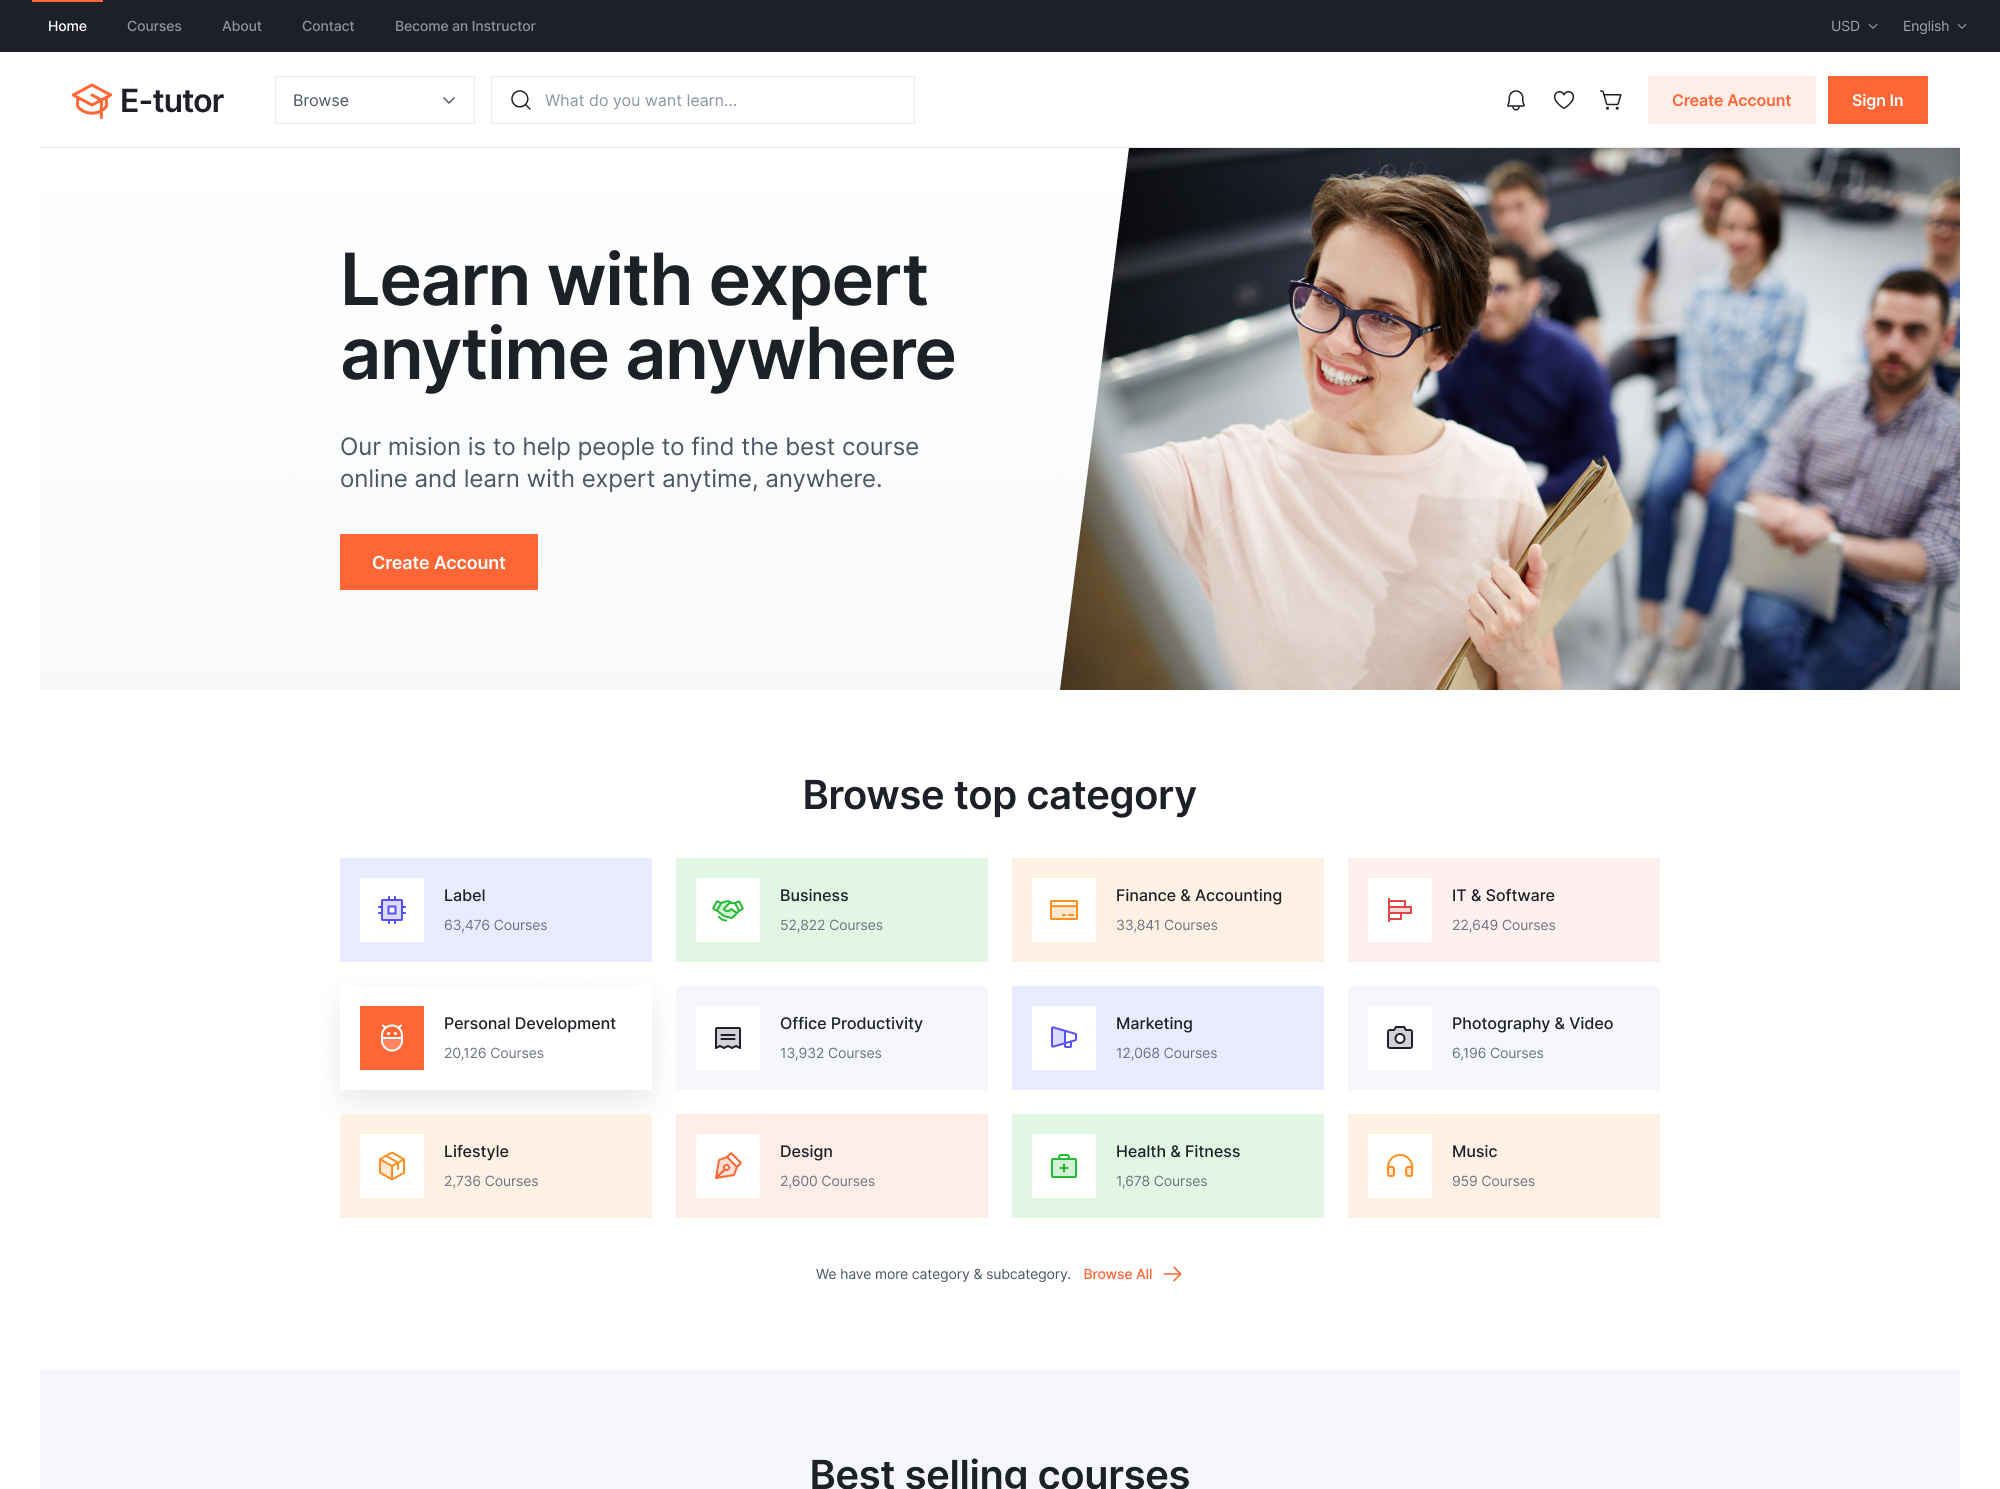 Home Courses About Contact Become an Instructor USD English
E-tutor Browse What do you want learn... Create Account Sign In
Learn with expert
anytime anywhere
Our mision is to help people to find the best course
online and learn with expert anytime, anywhere.
Create Account
Browse top category
Label
63,476 Courses
Business
52,822 Courses
Finance & Accounting
33,841 Courses
IT & Software
22,649 Courses
Personal Development
20,126 Courses
Office Productivity
13,932 Courses
Marketing
12,068 Courses
Photography & Video
6,196 Courses
Lifestyle
2,736 Courses
Design
2,600 Courses
Health & Fitness
1,678 Courses
Music
959 Courses
We have more category & subcategory. Browse All
Best selling courses